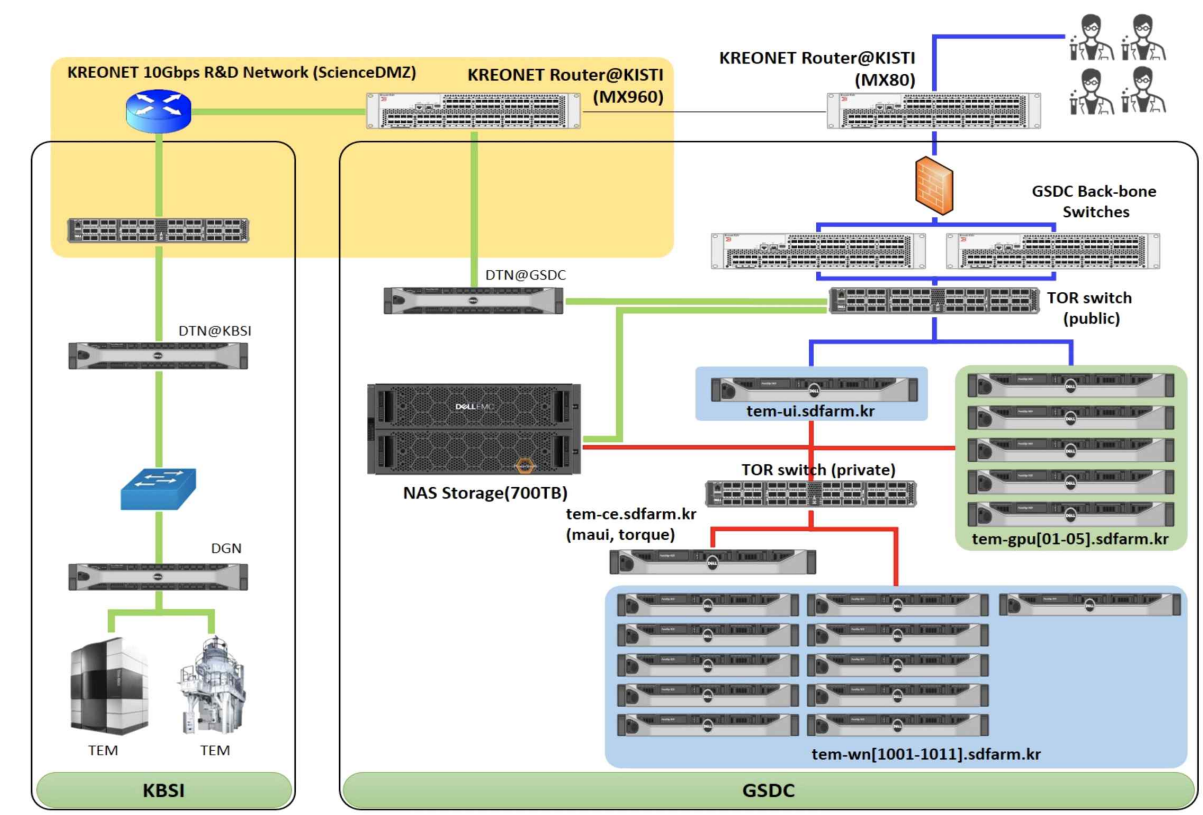 KREONET 10Gbps R&D Network (ScienceDMZ)
KREONET Router@KISTI
(MX960)
KREONET Router@KISTI
(MX80)
GSDC Back-bone
Switches
DTN@GSDC
TOR switch
(public)
DTN@KBSI
DELLEMC
tem-ui.sdfarm.kr
TOR switch (private)
NAS Storage(700TB)
tem-ce.sdfarm.kr
(maui, torque)
tem-gpu[01-05].sdfarm.kr
DGN
TEM
TEM
tem-wn[1001-1011].sdfarm.kr
KBSI
GSDC